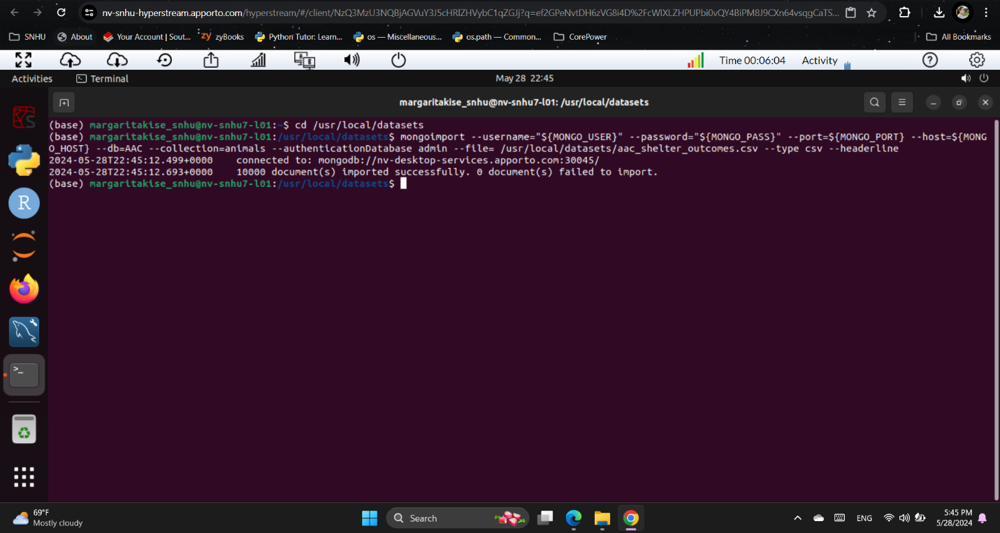 nv-snhu-hyperstream.apporto.com/hyperstream/#/client/NzQ3MzU3NQBjAGVuY3J5cHRlZHVybC1qZGJj?q=ef2GPeNvtDH6zVG8i4D%2FcWlXLZHPUPbi0vQY4BiPM8J9CXn64vsqgCaTS...
SNHU About Your Account | Sout... zy zyBooks Python Tutor: Learn... os — Miscellaneous... os.path — Common... CorePower All Bookmarks
Time 00:06:04 Activity
Activities Terminal May 28 22:45
margaritakise_snhu@nv-snhu7-l01: /usr/local/datasets
(base) margaritakise_snhu@nv-snhu7-l01:~$ cd /usr/local/datasets
(base) margaritakise_snhu@nv-snhu7-l01:/usr/local/datasets$ mongoimport --username="${MONGO_USER}" --password="${MONGO_PASS}" --port=${MONGO_PORT} --host=${MONG
O_HOST} --db=AAC --collection=animals --authenticationDatabase admin --file= /usr/local/datasets/aac_shelter_outcomes.csv --type csv --headerline
2024-05-28T22:45:12.499+0000 connected to: mongodb://nv-desktop-services.apporto.com:30045/
2024-05-28T22:45:12.693+0000 10000 document(s) imported successfully. 0 document(s) failed to import.
(base) margaritakise_snhu@nv-snhu7-l01:/usr/local/datasets$
R
69°F
Mostly cloudy
Search
ENG
5:45 PM
5/28/2024